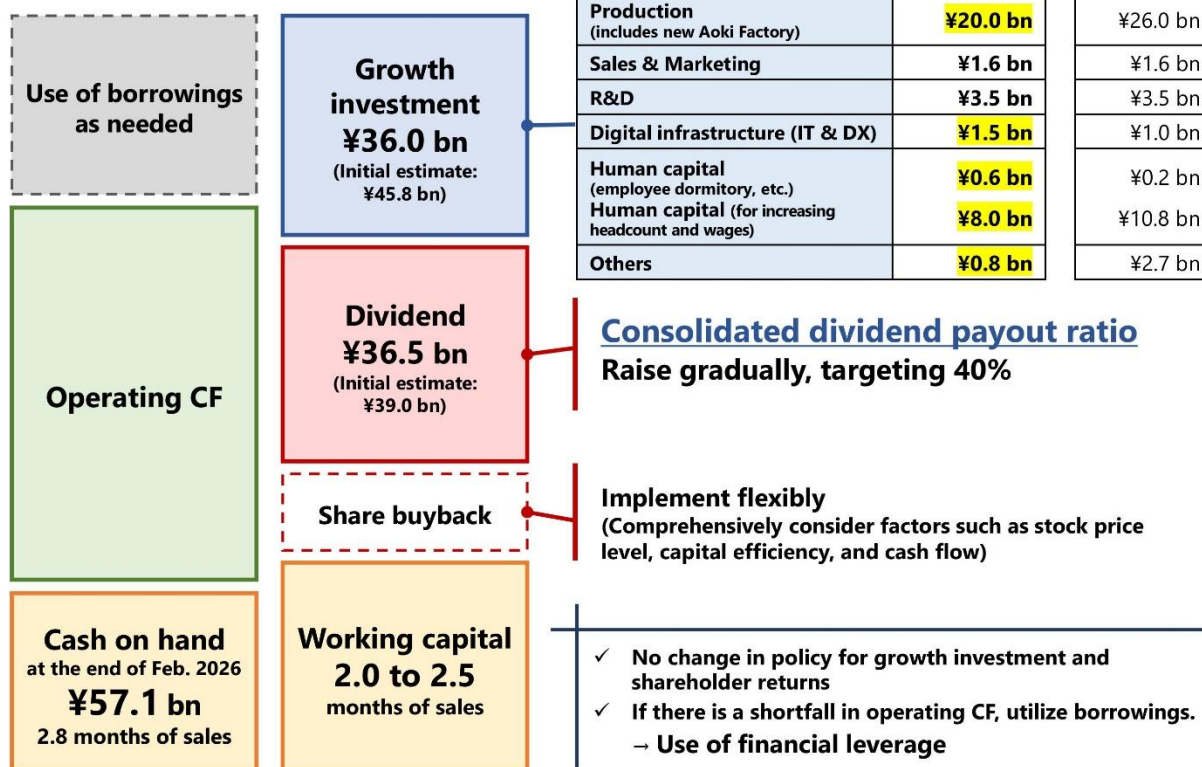 Use of borrowings
as needed
Operating CF
Cash on hand
at the end of Feb. 2026
¥57.1 bn
2.8 months of sales
Growth
investment
¥36.0 bn
(Initial estimate:
¥45.8 bn)
Dividend
¥36.5 bn
(Initial estimate:
¥39.0 bn)
Share buyback
Working capital
2.0 to 2.5
months of sales
Production
(includes new Aoki Factory)
¥20.0 bn
¥26.0 bn
Sales & Marketing
¥1.6 bn
¥1.6 bn
R&D
¥3.5 bn
¥3.5 bn
Digital infrastructure (IT & DX)
¥1.5 bn
¥1.0 bn
Human capital
(employee dormitory, etc.)
¥0.6 bn
¥0.2 bn
Human capital (for increasing
headcount and wages)
¥8.0 bn
¥10.8 bn
Others
¥0.8 bn
¥2.7 bn
Consolidated dividend payout ratio
Raise gradually, targeting 40%
Implement flexibly
(Comprehensively consider factors such as stock price
level, capital efficiency, and cash flow)
✓ No change in policy for growth investment and
shareholder returns
✓ If there is a shortfall in operating CF, utilize borrowings.
→ Use of financial leverage